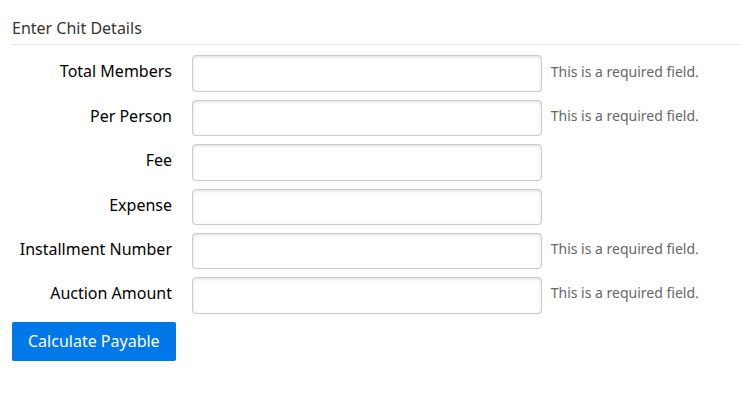 Enter Chit Details
Total Members This is a required field.
Per Person This is a required field.
Fee
Expense
Installment Number This is a required field.
Auction Amount This is a required field.
Calculate Payable